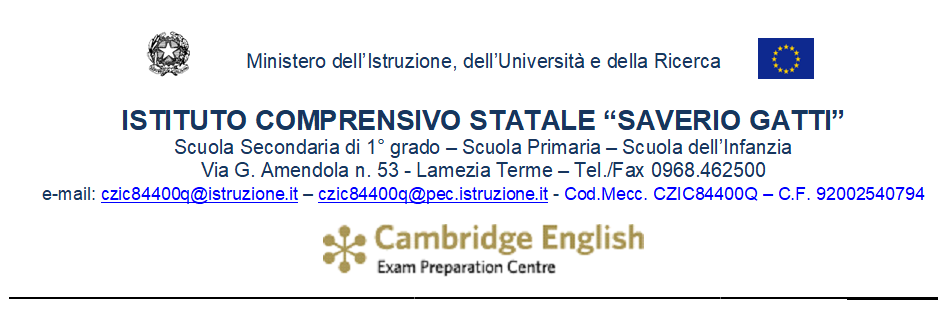 Ministero dell'Istruzione, dell'Università e della Ricerca
ISTITUTO COMPRENSIVO STATALE “SAVERIO GATTI”
Scuola Secondaria di 1° grado – Scuola Primaria – Scuola dell'Infanzia
Via G. Amendola n. 53 - Lamezia Terme – Tel./Fax 0968.462500
e-mail: czic84400q@istruzione.it – czic84400q@pec.istruzione.it - Cod.Mecc. CZIC84400Q – C.F. 92002540794
Cambridge English
Exam Preparation Centre